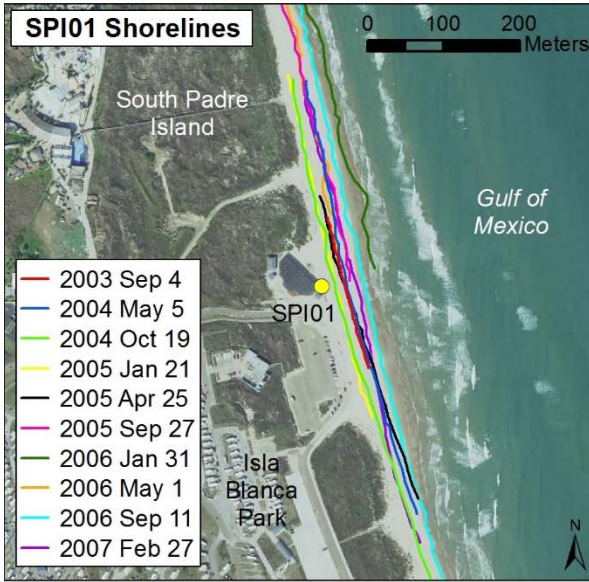 SPI01 Shorelines
0 100 200
Meters
South Padre
Island
Gulf of
Mexico
SPI01
2003 Sep 4
2004 May 5
2004 Oct 19
2005 Jan 21
2005 Apr 25
2005 Sep 27
2006 Jan 31
2006 May 1
2006 Sep 11
2007 Feb 27
Isla
Blanca
Park
N